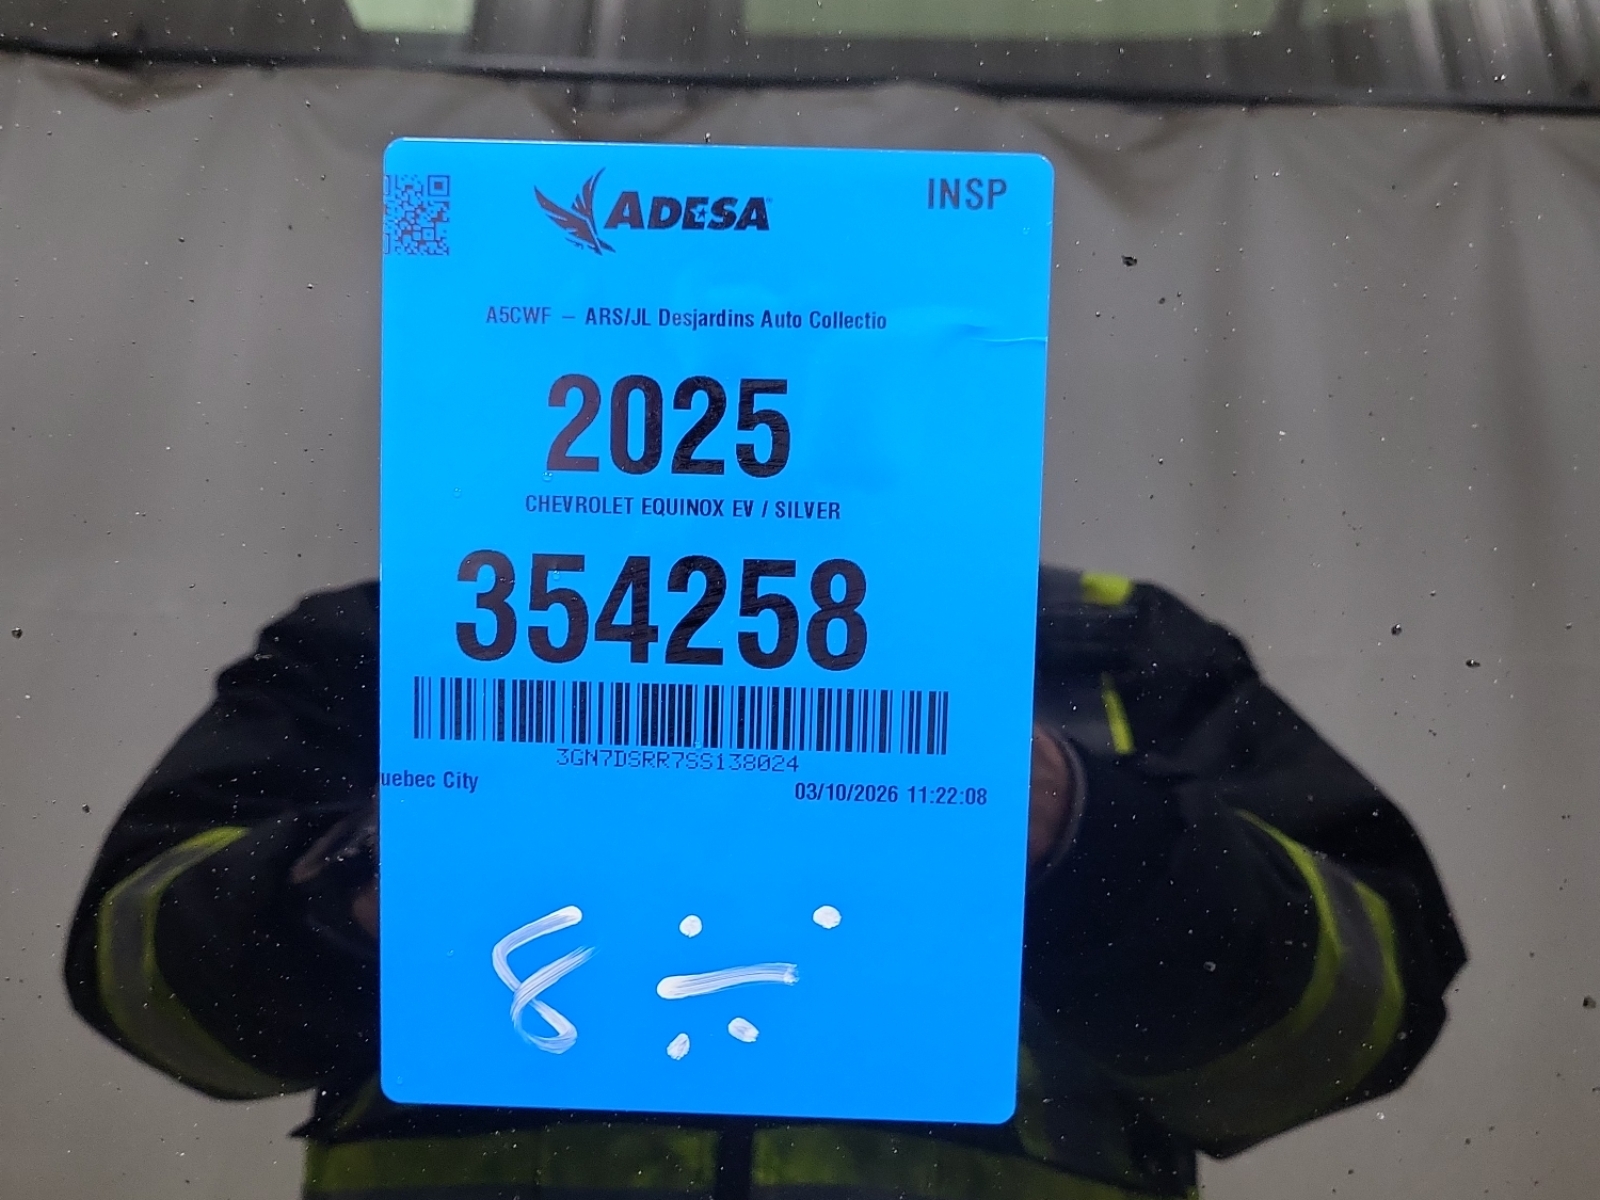 ADESA
INSP
A5CWF – ARS/JL Desjardins Auto Collectio
2025
CHEVROLET EQUINOX EV / SILVER
354258
3GN7DSRR7SS138024
uebec City
03/10/2026 11:22:08
8